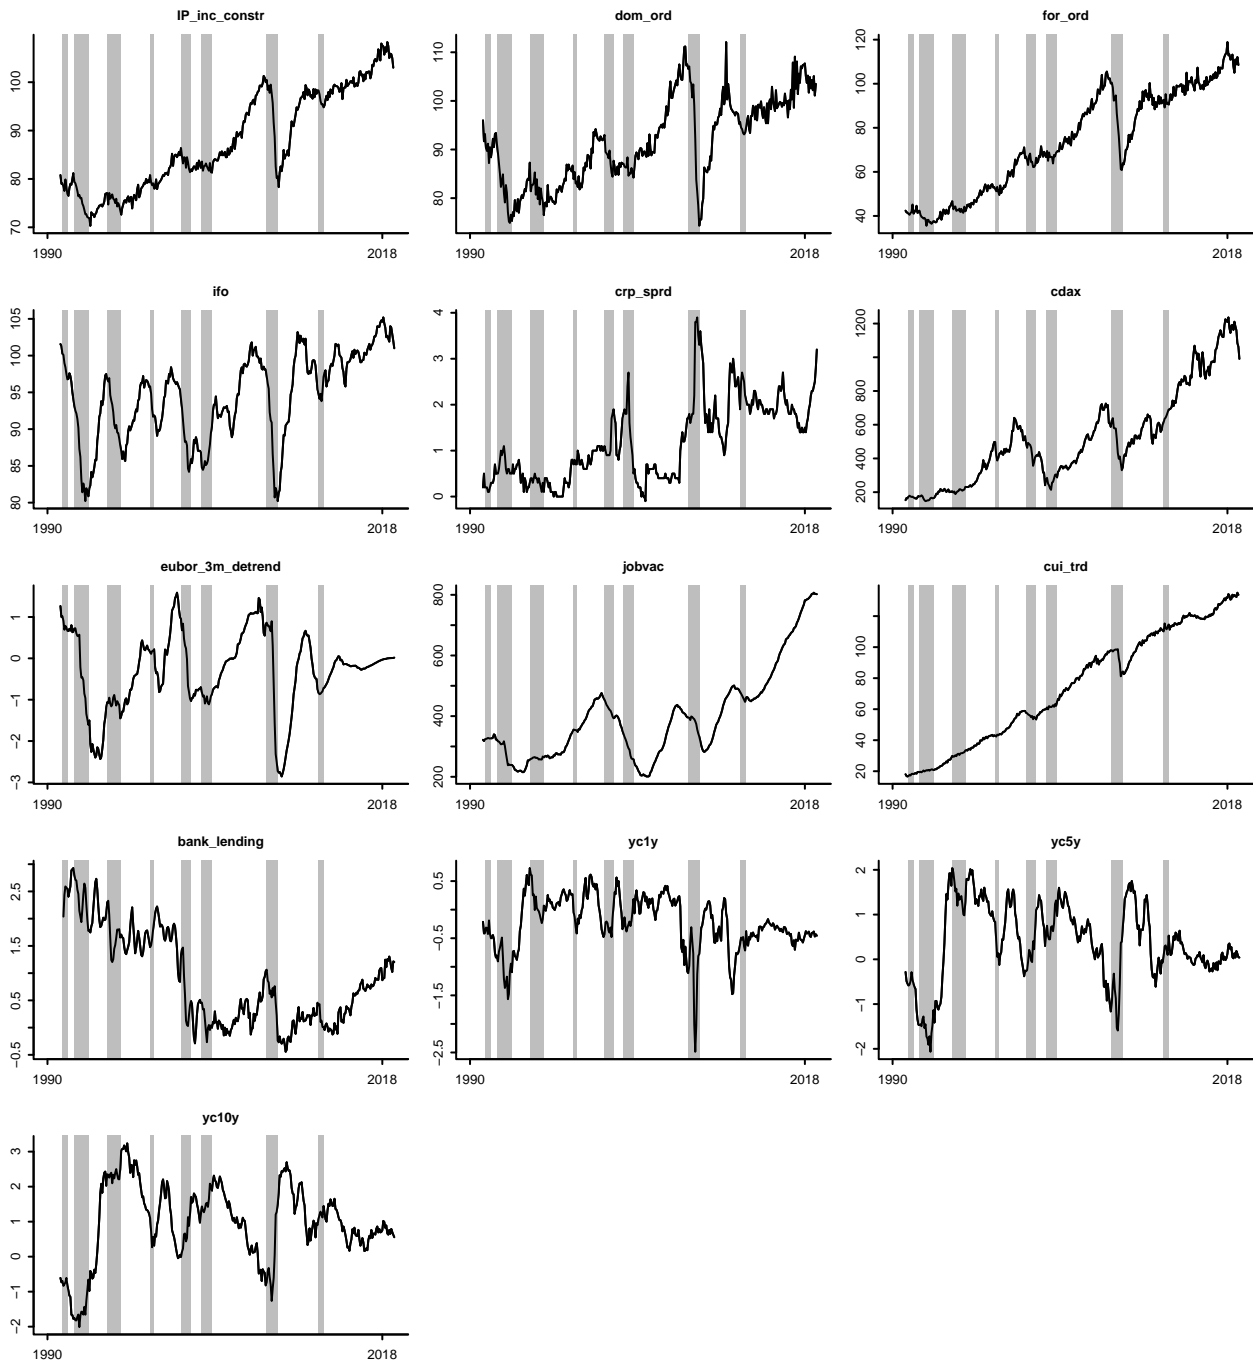 IP_inc_constr
70 80 90 100
1990 2018
dom_ord
80 90 100 110
1990 2018
for_ord
40 60 80 100 120
1990 2018
ifo
80 85 90 95 100 105
1990 2018
crp_sprd
0 1 2 3 4
1990 2018
cdax
200 400 600 800 1200
1990 2018
eubor_3m_detrend
−3 −2 −1 0 1
1990 2018
jobvac
200 400 600 800
1990 2018
cui_trd
20 40 60 80 100
1990 2018
bank_lending
−0.5 0.5 1.5 2.5
1990 2018
yc1y
−2.5 −1.5 −0.5 0.5
1990 2018
yc5y
−2 −1 0 1 2
1990 2018
yc10y
−2 −1 0 1 2 3
1990 2018